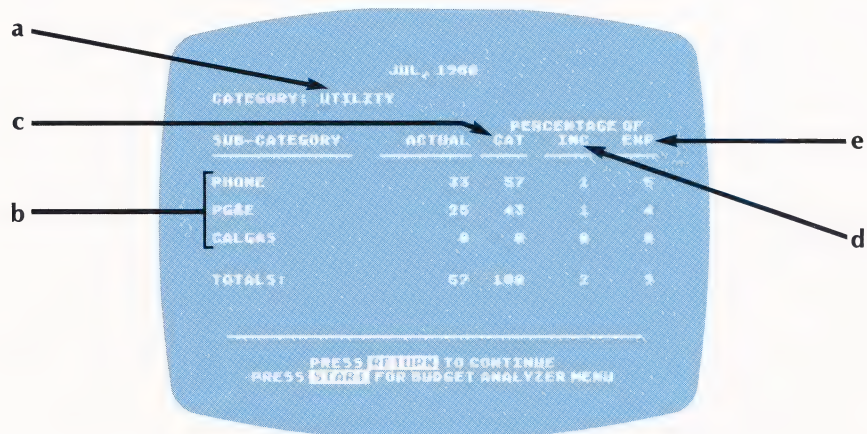 a
JUL, 1980
CATEGORY: UTILITY
c
PERCENTAGE OF
SUB-CATEGORY ACTUAL CAT INC EXP
e
PHONE 33 57 5
b
PG&E 25 43 1 4
d
CALGAS 0 0 0 0
TOTALS: 57 100 2 9
PRESS RETURN TO CONTINUE
PRESS START FOR BUDGET ANALYZER MENU